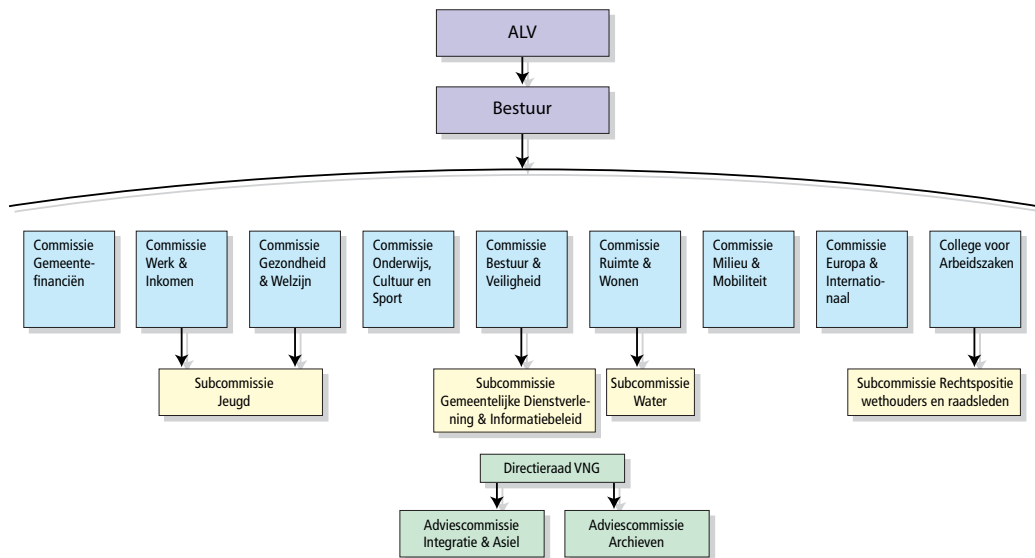 ALV
Bestuur
Commissie
Gemeente-
financiën
Commissie
Werk &
Inkomen
Commissie
Gezondheid
& Welzijn
Commissie
Onderwijs,
Cultuur en
Sport
Commissie
Bestuur &
Veiligheid
Commissie
Ruimte &
Wonen
Commissie
Milieu &
Mobiliteit
Commissie
Europa &
Internatio-
naal
College voor
Arbeidszaken
Subcommissie
Jeugd
Subcommissie
Gemeentelijke Dienstverle-
ning & Informatiebeleid
Subcommissie
Water
Subcommissie Rechtspositie
wethouders en raadsleden
Directieraad VNG
Adviescommissie
Integratie & Asiel
Adviescommissie
Archieven